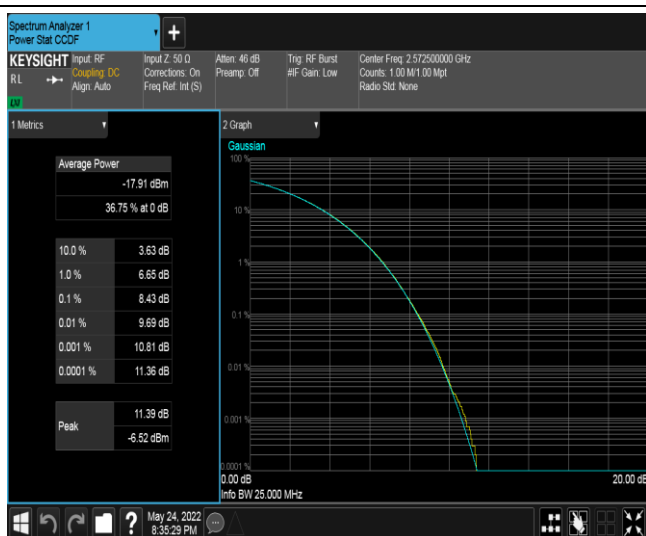 Spectrum Analyzer 1
Power Stat CCDF
+
KEYSIGHT
RL
Input: RF
Coupling: DC
Align: Auto
Input Z: 50 Ω
Corrections: On
Freq Ref: Int (S)
Atten: 46 dB
Preamp: Off
Trig: RF Burst
#IF Gain: Low
Center Freq: 2.572500000 GHz
Counts: 1.00 M/1.00 Mpt
Radio Std: None
1 Metrics
Average Power
-17.91 dBm
36.75 % at 0 dB
10.0 % 3.63 dB
1.0 % 6.65 dB
0.1 % 8.43 dB
0.01 % 9.69 dB
0.001 % 10.81 dB
0.0001 % 11.36 dB
Peak
11.39 dB
-6.52 dBm
2 Graph
Gaussian
100 %
10 %
1 %
0.1 %
0.01 %
0.001 %
0.0001 %
0.00 dB 20.00 dB
Info BW 25.000 MHz
?
May 24, 2022
8:35:29 PM